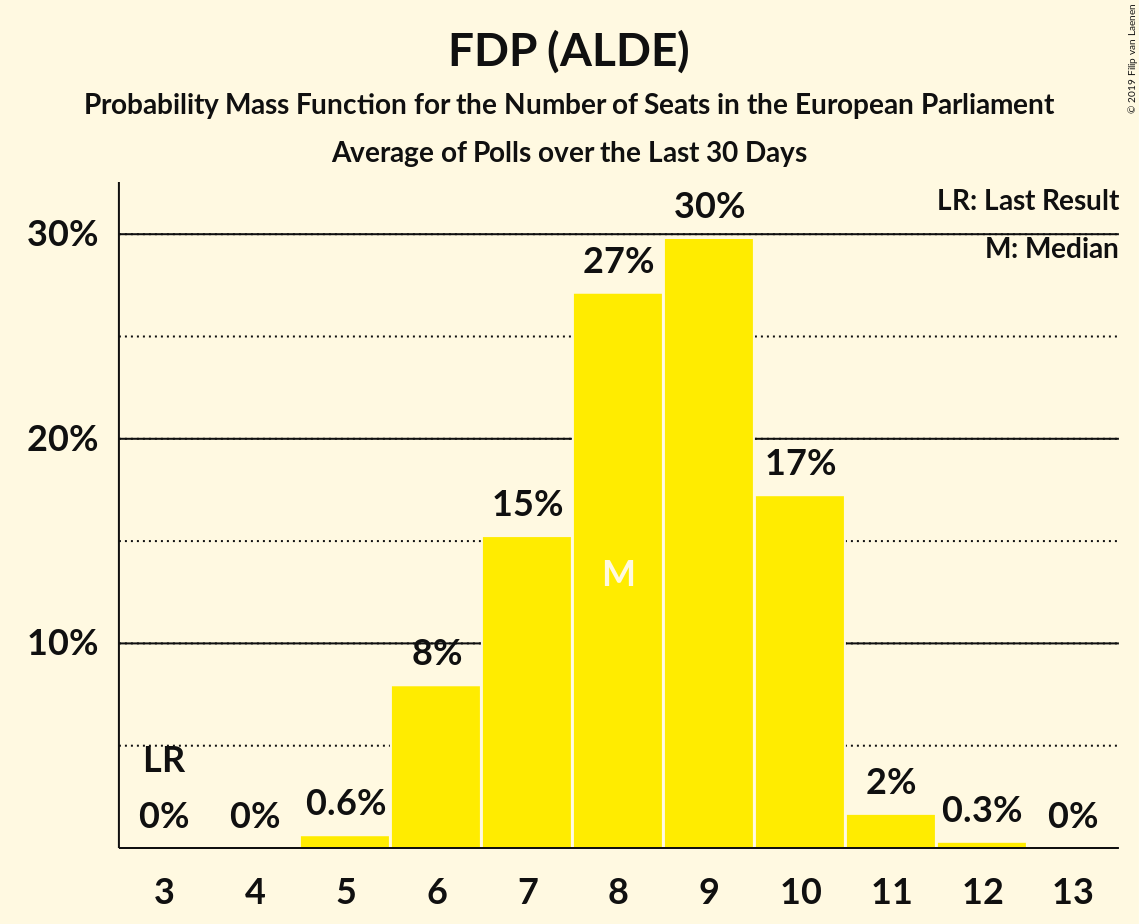 FDP (ALDE)
Probability Mass Function for the Number of Seats in the European Parliament
Average of Polls over the Last 30 Days
© 2019 Filip van Laenen
LR: Last Result
M: Median
30%
20%
10%
LR
0%
0%
0.6%
8%
15%
27%
M
30%
17%
2%
0.3%
0%
3 4 5 6 7 8 9 10 11 12 13